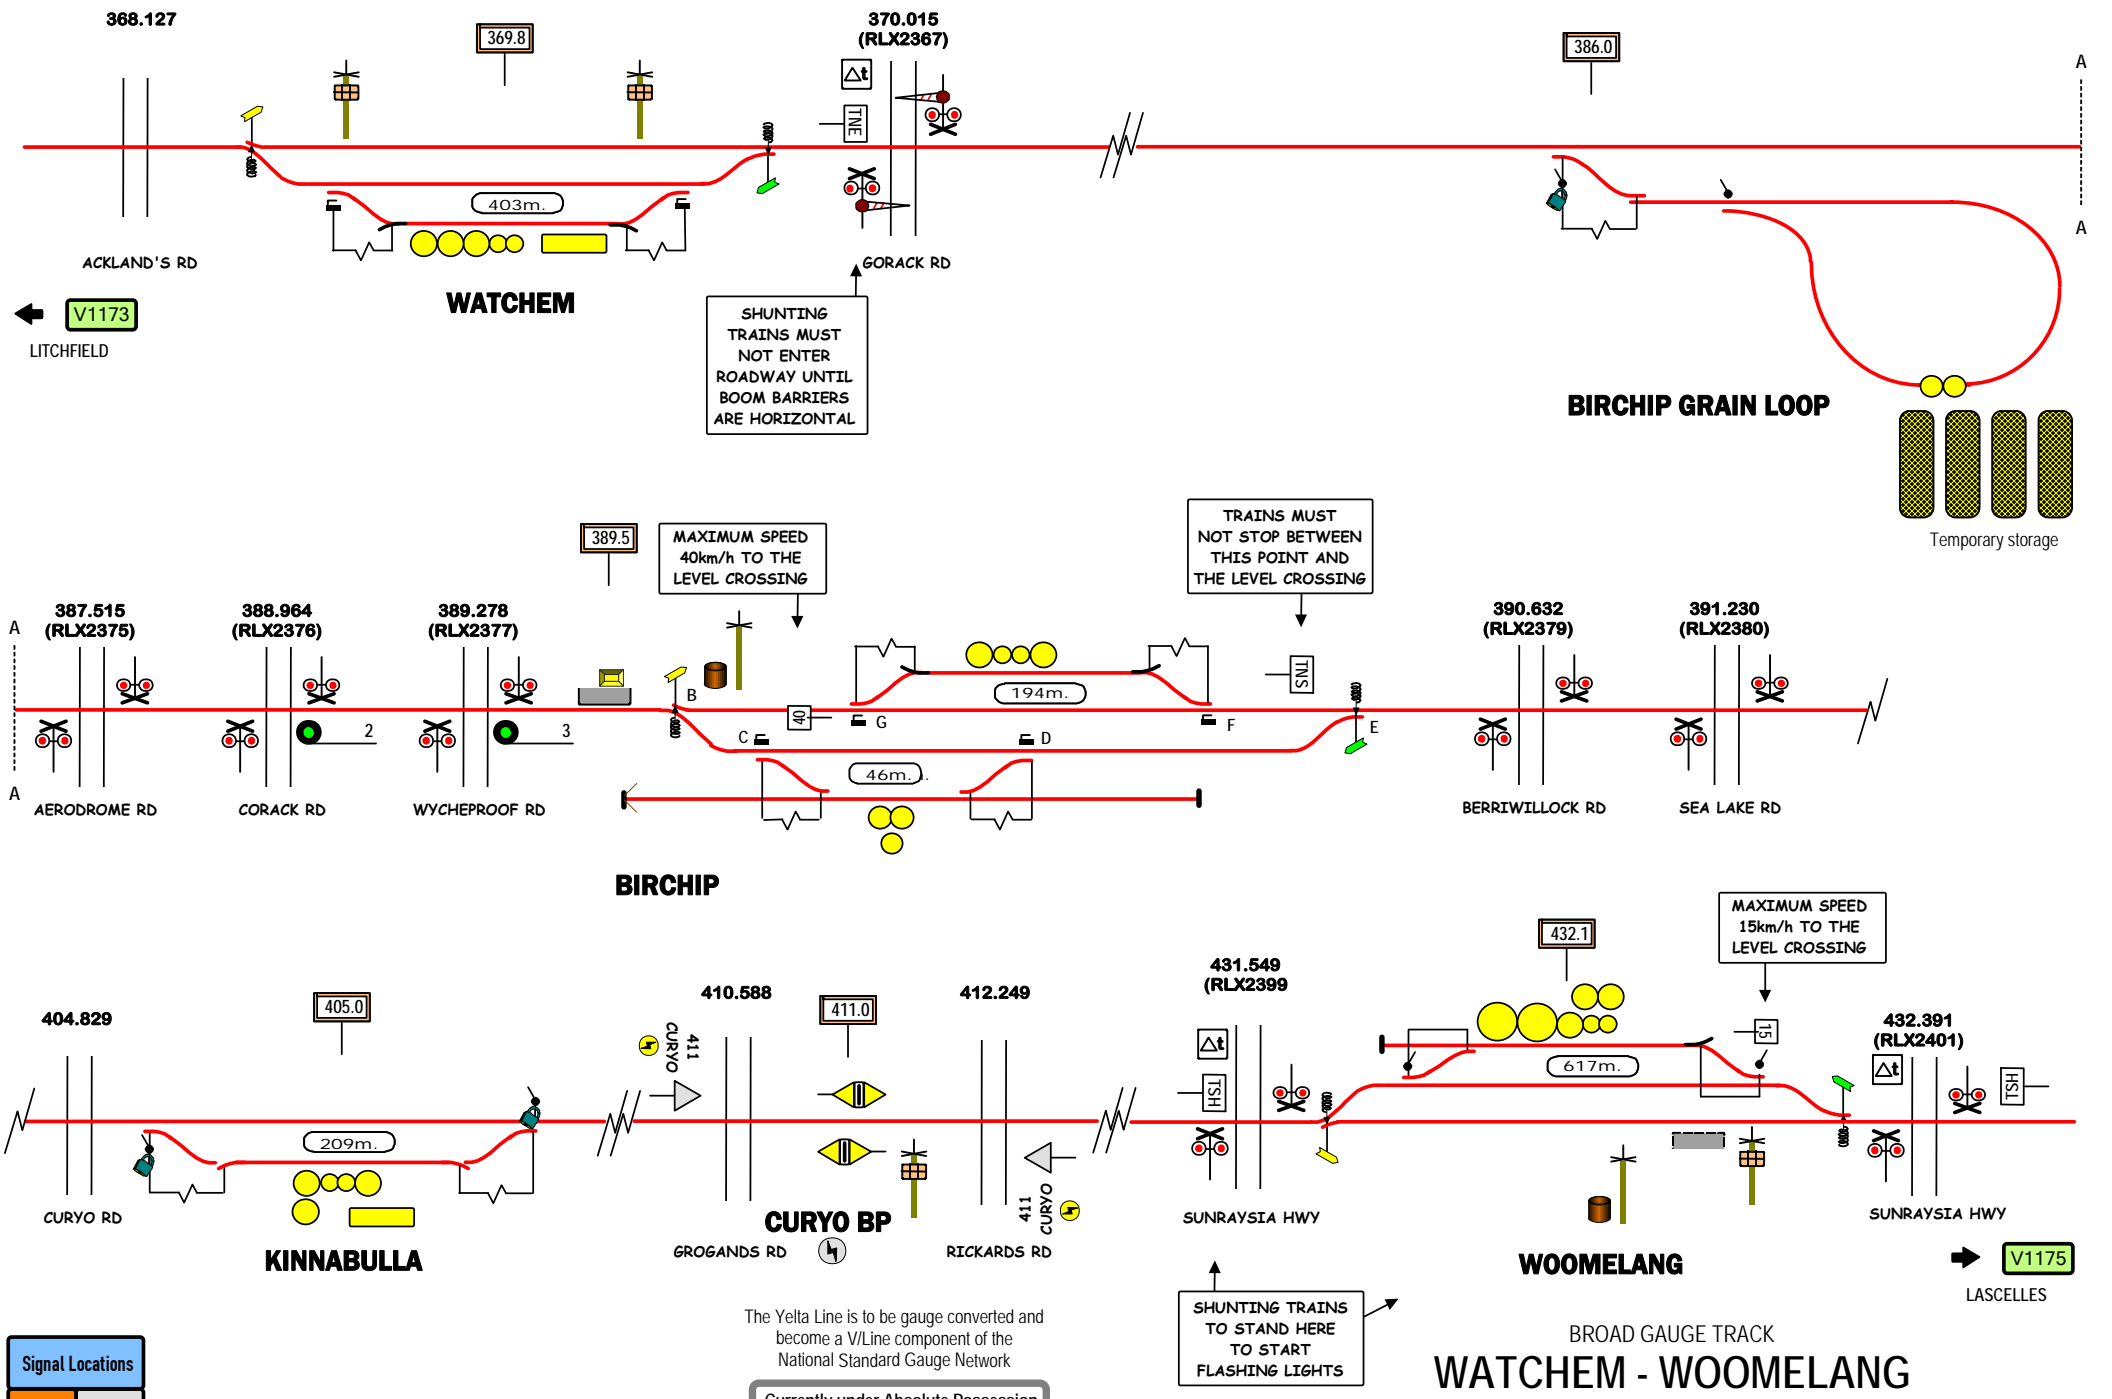 368.127
369.8
370.015
(RLX2367)
386.0
A
Δt
TNE
403m.
A
ACKLAND'S RD
GORACK RD
WATCHEM
V1173
LITCHFIELD
SHUNTING
TRAINS MUST
NOT ENTER
ROADWAY UNTIL
BOOM BARRIERS
ARE HORIZONTAL
BIRCHIP GRAIN LOOP
Temporary storage
389.5
MAXIMUM SPEED
40km/h TO THE
LEVEL CROSSING
TRAINS MUST
NOT STOP BETWEEN
THIS POINT AND
THE LEVEL CROSSING
A
387.515
(RLX2375)
388.964
(RLX2376)
389.278
(RLX2377)
390.632
(RLX2379)
391.230
(RLX2380)
TNS
B
194m.
40
G
F
E
2
3
C
D
46m.
A
AERODROME RD
CORACK RD
WYCHEPROOF RD
BERRIWILLOCK RD
SEA LAKE RD
BIRCHIP
MAXIMUM SPEED
15km/h TO THE
LEVEL CROSSING
432.1
431.549
(RLX2399
404.829
405.0
410.588
411.0
412.249
432.391
(RLX2401)
411
CURYO
Δt
TSH
15
617m.
Δt
TSH
209m.
411
CURYO
CURYO RD
KINNABULLA
GROGANDS RD
CURYO BP
RICKARDS RD
SUNRAYSIA HWY
WOOMELANG
SUNRAYSIA HWY
V1175
LASCELLES
SHUNTING TRAINS
TO STAND HERE
TO START
FLASHING LIGHTS
The Yelta Line is to be gauge converted and
become a V/Line component of the
National Standard Gauge Network
Currently under Absolute Possession
Signal Locations
BROAD GAUGE TRACK
WATCHEM - WOOMELANG